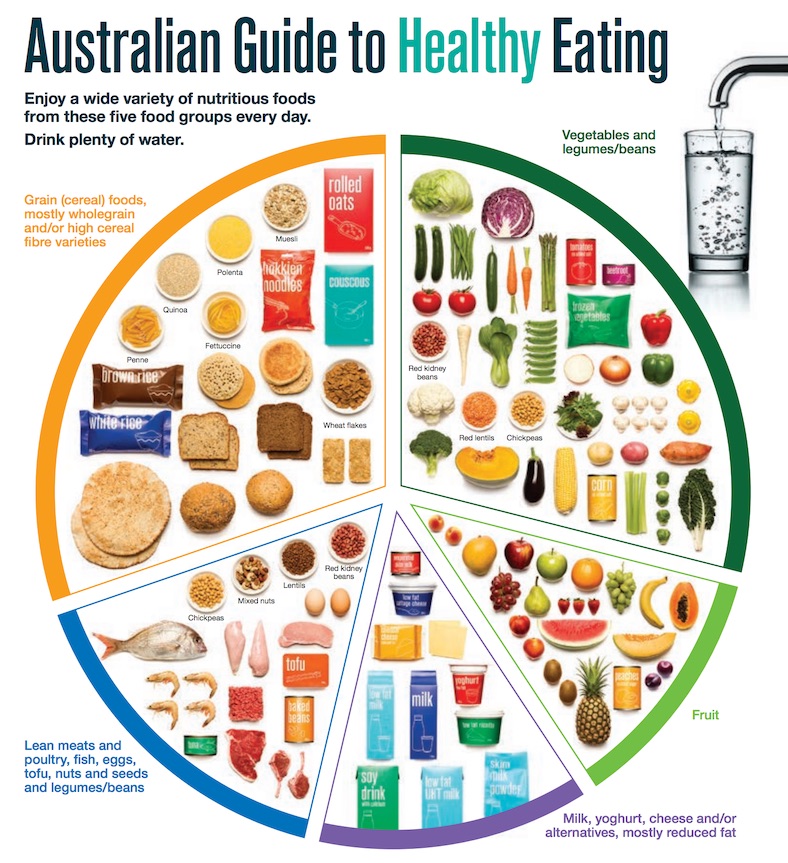 Australian Guide to Healthy Eating
Enjoy a wide variety of nutritious foods
from these five food groups every day.
Drink plenty of water.
Vegetables and
legumes/beans
Grain (cereal) foods,
mostly wholegrain
and/or high cereal
fibre varieties
rolled
oats
Muesli
Polenta
hokkien
noodles
couscous
Quinoa
Penne
Fettuccine
brown rice
white rice
Wheat flakes
tomatoes
beetroot
frozen
vegetables
Red kidney
beans
Red lentils
Chickpeas
corn
Red kidney
beans
Lentils
Mixed nuts
Chickpeas
tofu
baked
beans
tuna
low fat
cottage cheese
cheese
low fat
milk
milk
yoghurt
low fat ricotta
soy
drink
with calcium
low fat
UHT milk
skim
milk
powder
peaches
Fruit
Lean meats and
poultry, fish, eggs,
tofu, nuts and seeds
and legumes/beans
Milk, yoghurt, cheese and/or
alternatives, mostly reduced fat